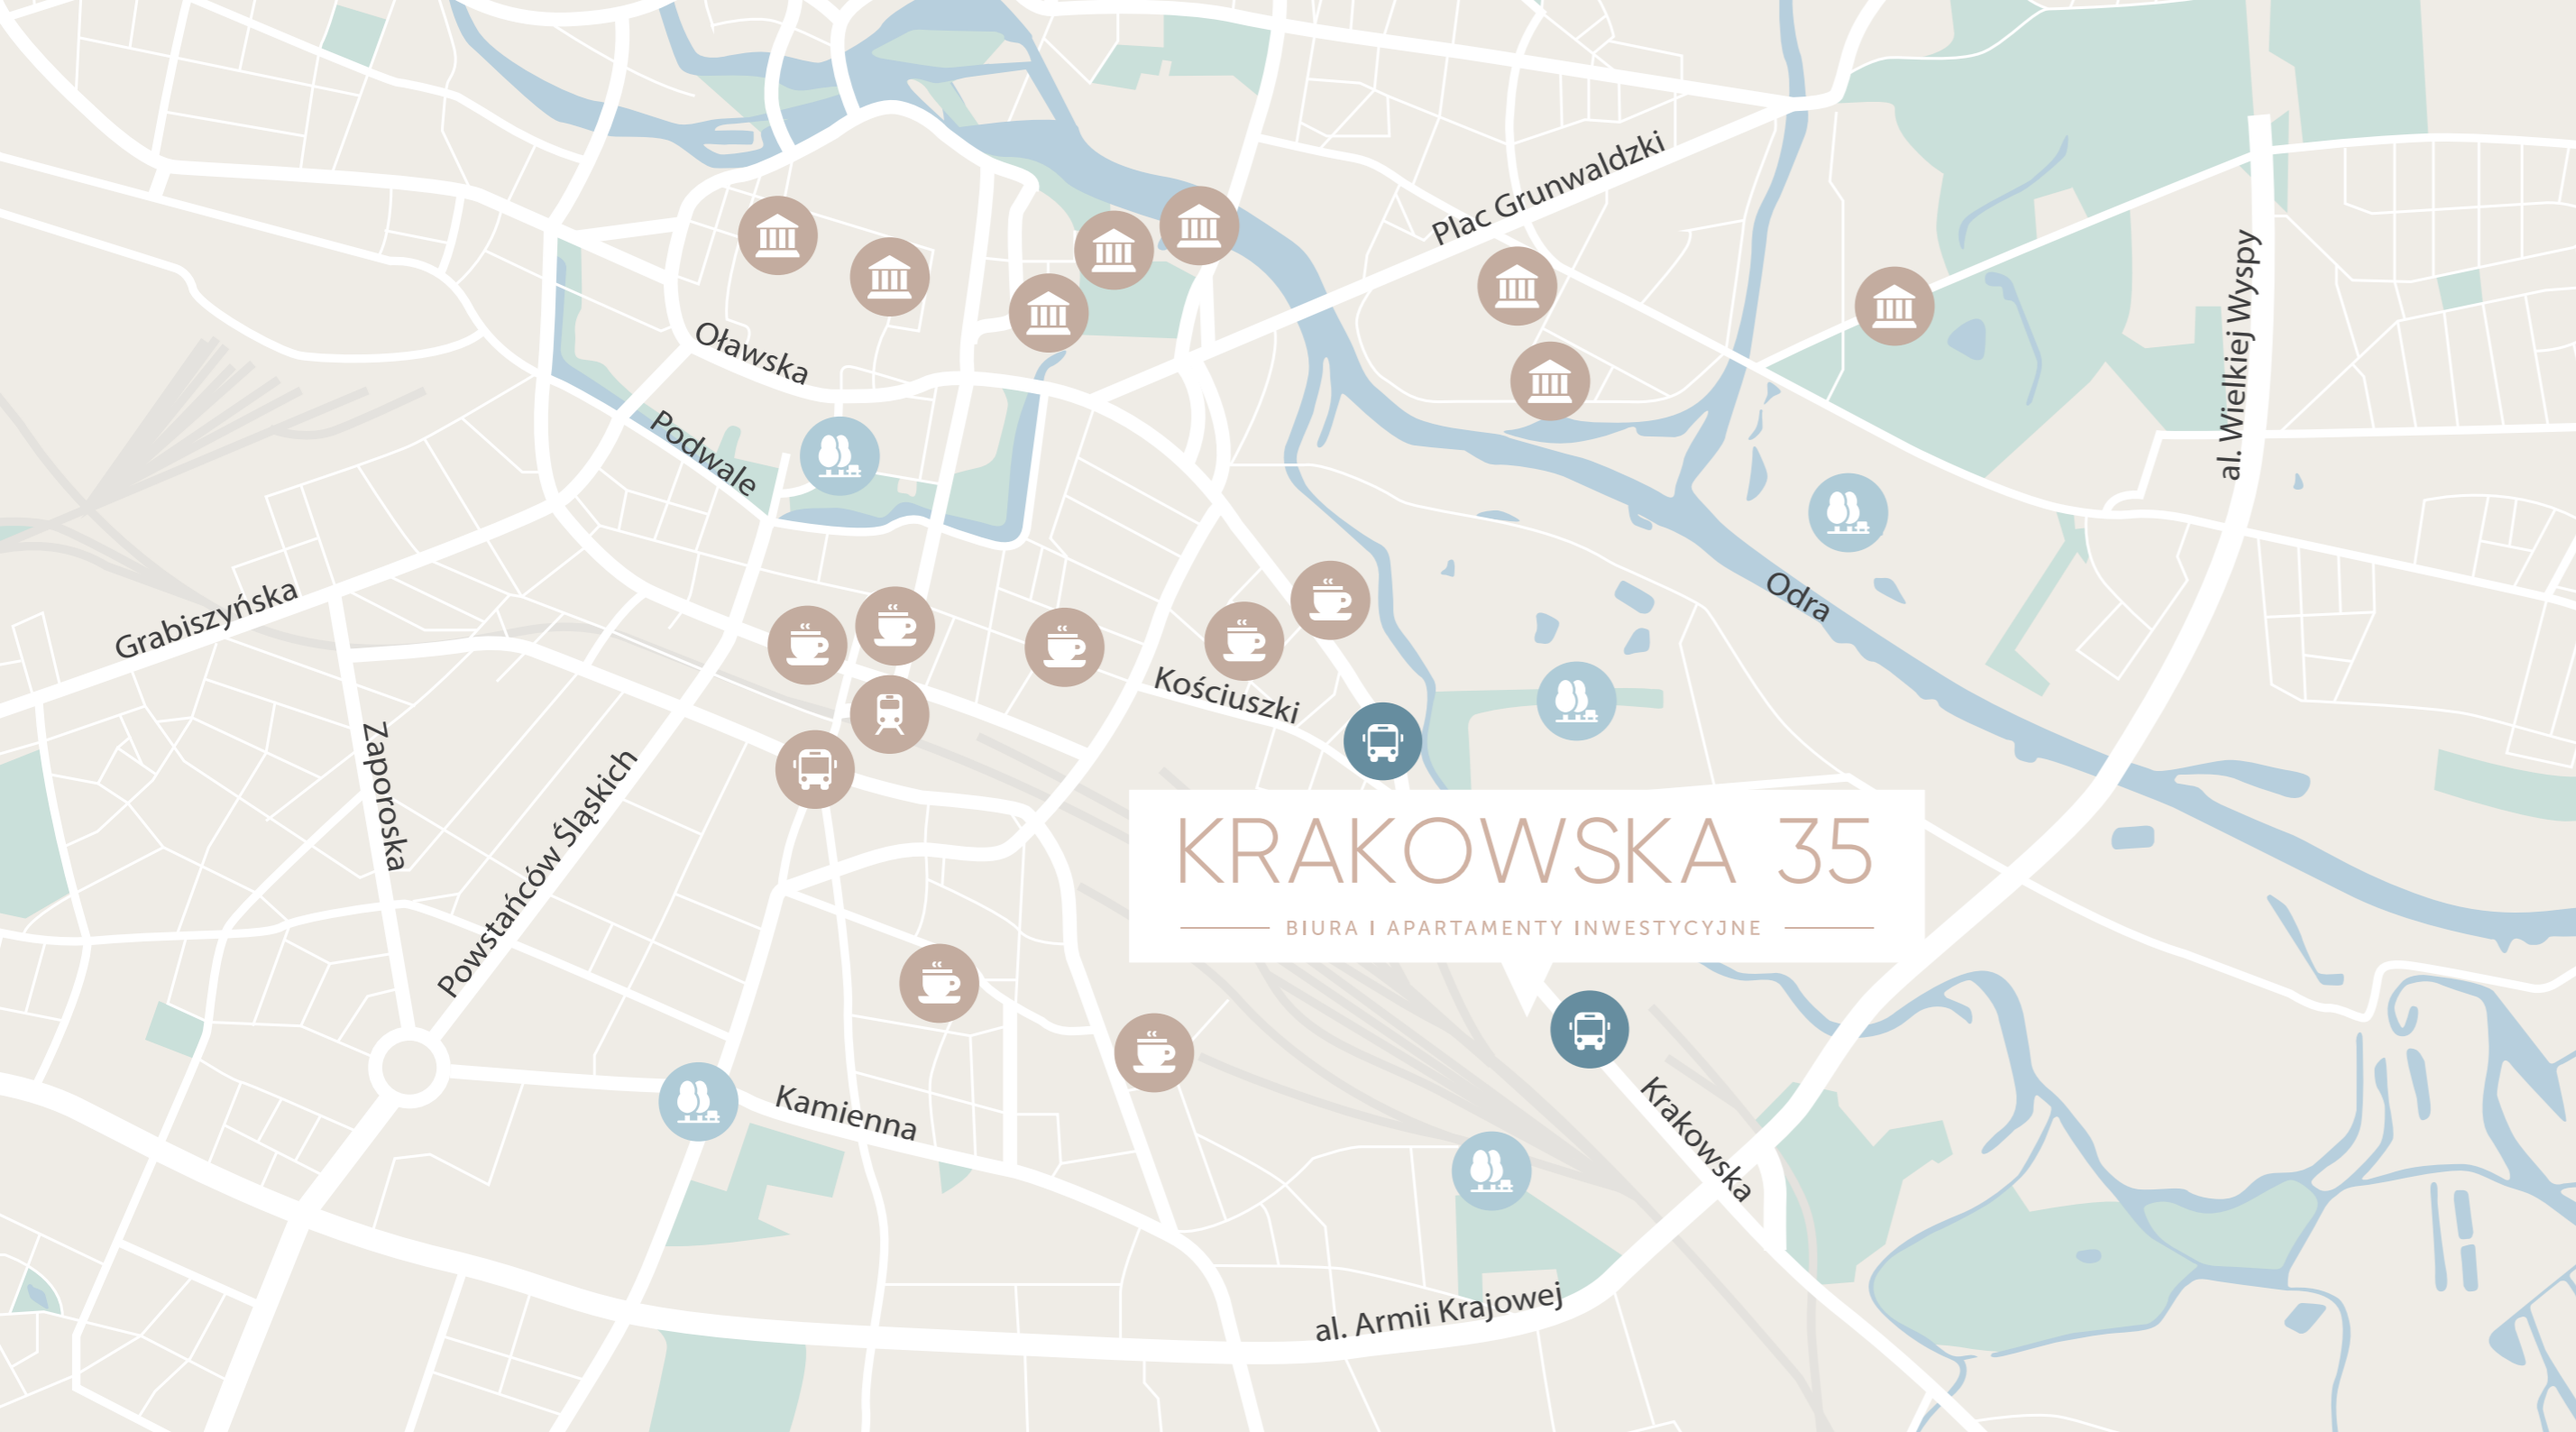 Plac Grunwaldzki
al. Wielkiej Wyspy
Oławska
Podwale
Odra
Grabiszyńska
Kościuszki
Zaporoska
Powstańców Śląskich
KRAKOWSKA 35
BIURA I APARTAMENTY INWESTYCYJNE
Kamienna
Krakowska
al. Armii Krajowej